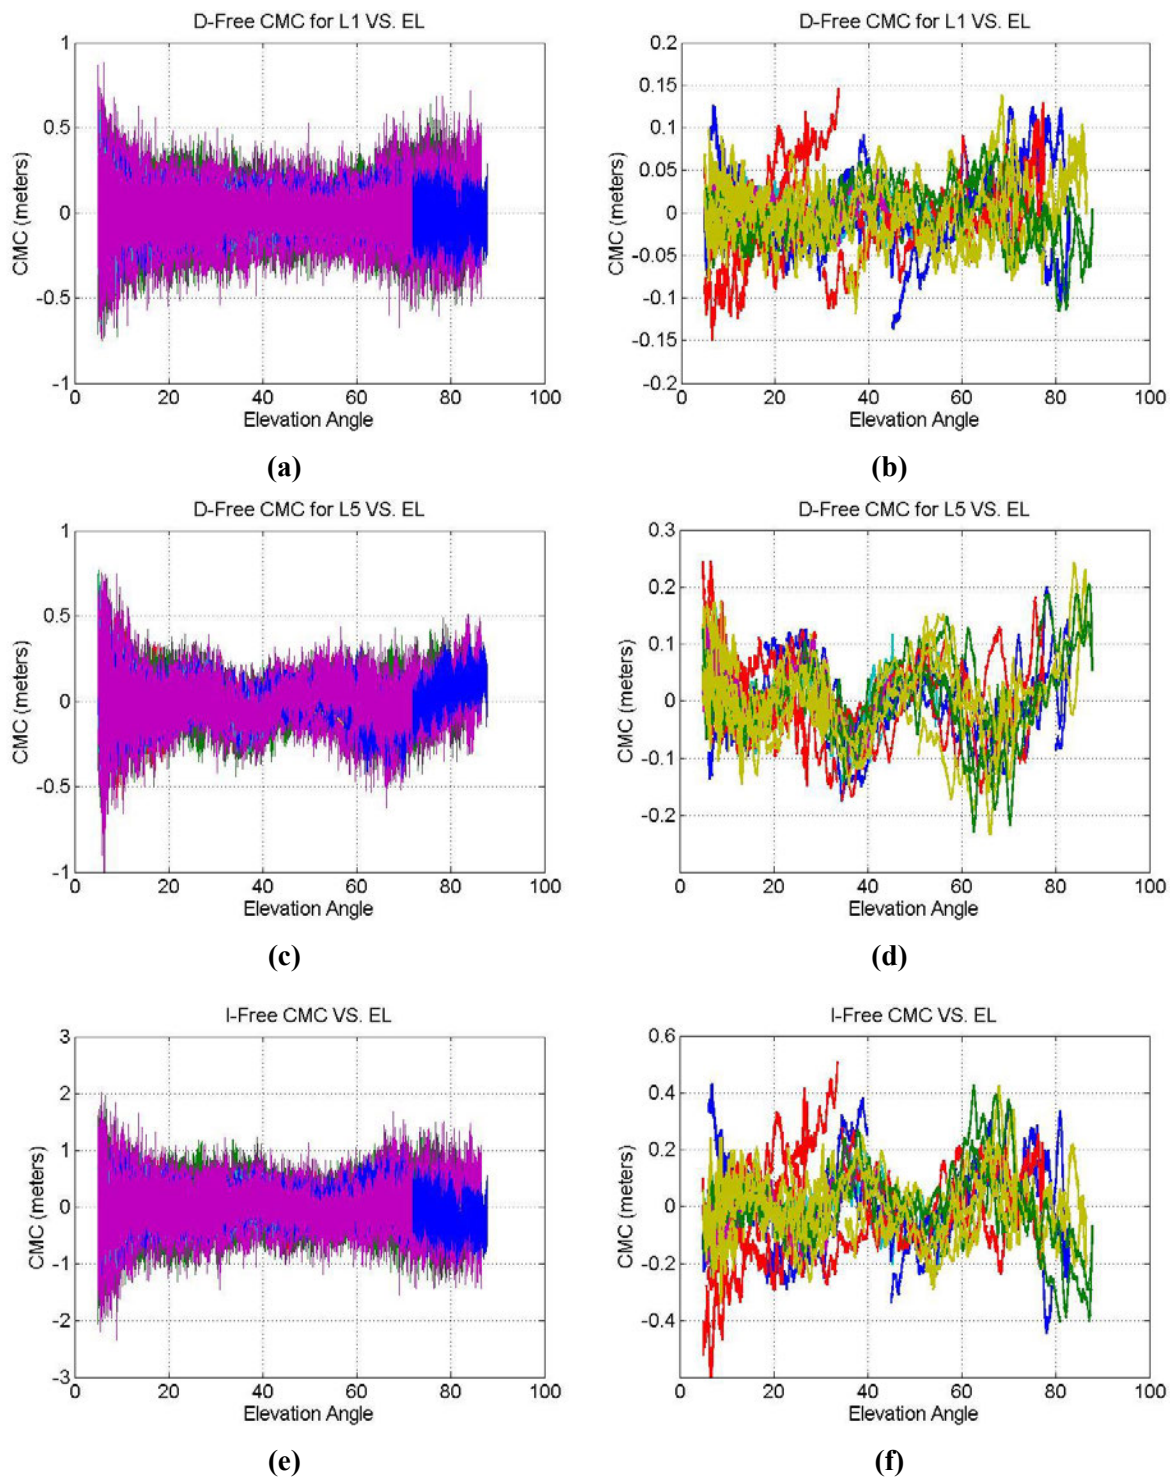 D-Free CMC for L1 VS. EL
CMC (meters)
1
0.5
0
-0.5
-1
0 20 40 60 80 100
Elevation Angle
(a)
D-Free CMC for L1 VS. EL
CMC (meters)
0.2
0.15
0.1
0.05
0
-0.05
-0.1
-0.15
-0.2
0 20 40 60 80 100
Elevation Angle
(b)
D-Free CMC for L5 VS. EL
CMC (meters)
1
0.5
0
-0.5
-1
0 20 40 60 80 100
Elevation Angle
(c)
D-Free CMC for L5 VS. EL
CMC (meters)
0.3
0.2
0.1
0
-0.1
-0.2
0 20 40 60 80 100
Elevation Angle
(d)
I-Free CMC VS. EL
CMC (meters)
3
2
1
0
-1
-2
-3
0 20 40 60 80 100
Elevation Angle
(e)
I-Free CMC VS. EL
CMC (meters)
0.6
0.4
0.2
0
-0.2
-0.4
0 20 40 60 80 100
Elevation Angle
(f)